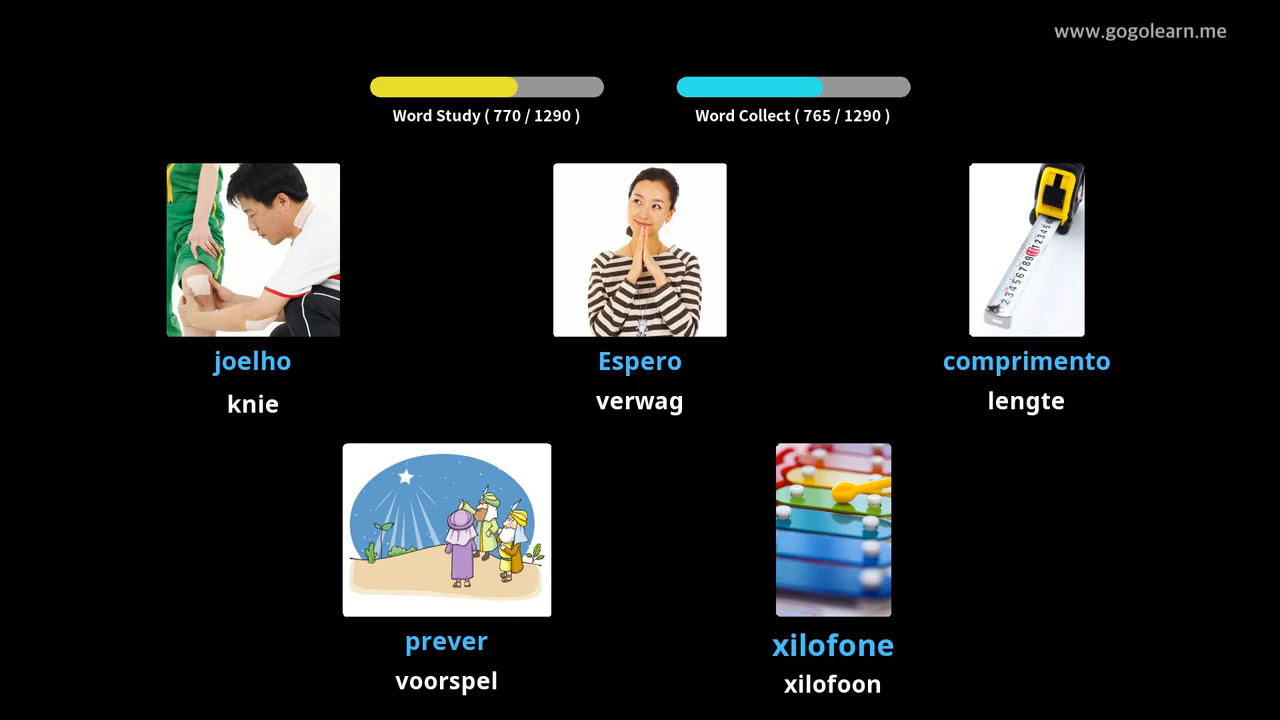 www.gogolearn.me
Word Study ( 770 / 1290 )
Word Collect ( 765 / 1290 )
joelho
knie
Espero
verwag
comprimento
lengte
prever
voorspel
xilofone
xilofoon